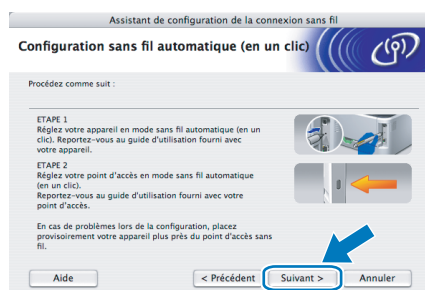 Assistant de configuration de la connexion sans fil
Configuration sans fil automatique (en un clic)
Procédez comme suit :
ETAPE 1
Réglez votre appareil en mode sans fil automatique (en un
clic). Reportez-vous au guide d'utilisation fourni avec
votre appareil.
ETAPE 2
Réglez votre point d'accès en mode sans fil automatique
(en un clic).
Reportez-vous au guide d'utilisation fourni avec votre
point d'accès.
En cas de problèmes lors de la configuration, placez
provisoirement votre appareil plus près du point d'accès sans
fil.
Aide
< Précédent
Suivant >
Annuler